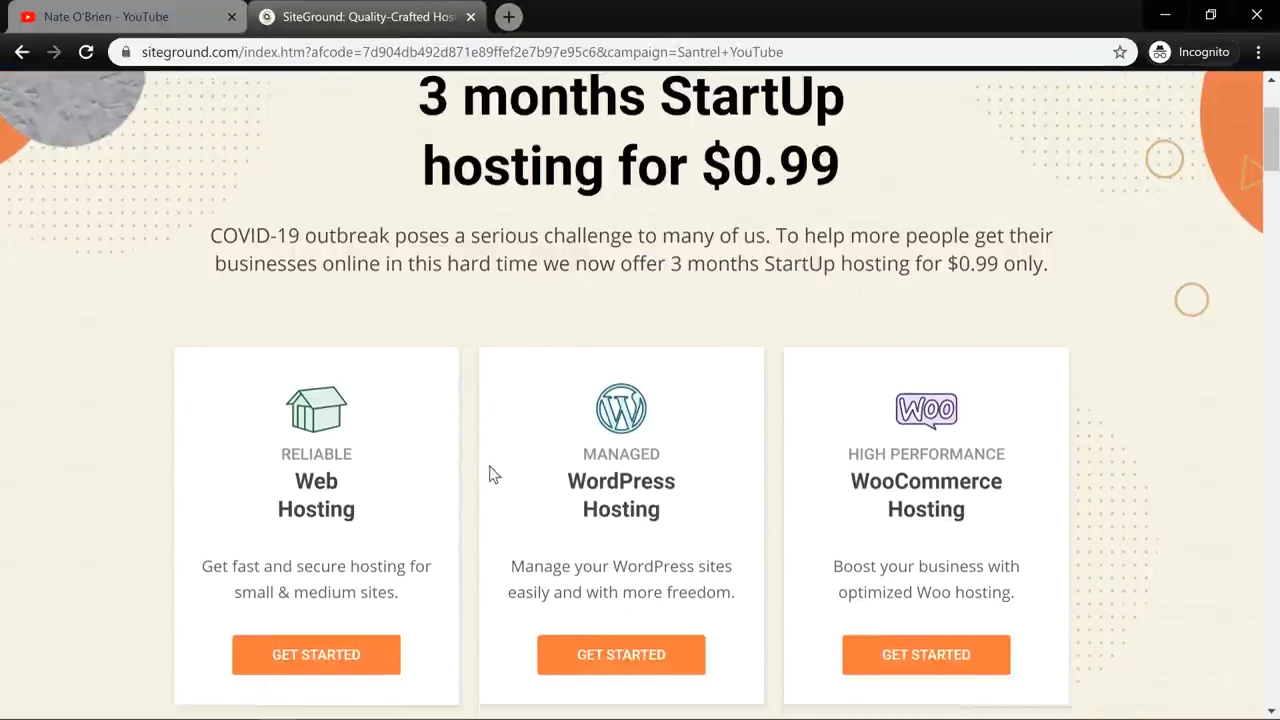 Nate O'Brien - YouTube
SiteGround: Quality-Crafted Hos
siteground.com/index.htm?afcode=7d904db492d871e89ffef2e7b97e95c6&campaign=Santrel+YouTube
Incognito
3 months StartUp
hosting for $0.99
COVID-19 outbreak poses a serious challenge to many of us. To help more people get their
businesses online in this hard time we now offer 3 months StartUp hosting for $0.99 only.
RELIABLE
Web
Hosting
Get fast and secure hosting for
small & medium sites.
GET STARTED
MANAGED
WordPress
Hosting
Manage your WordPress sites
easily and with more freedom.
GET STARTED
WOO
HIGH PERFORMANCE
WooCommerce
Hosting
Boost your business with
optimized Woo hosting.
GET STARTED